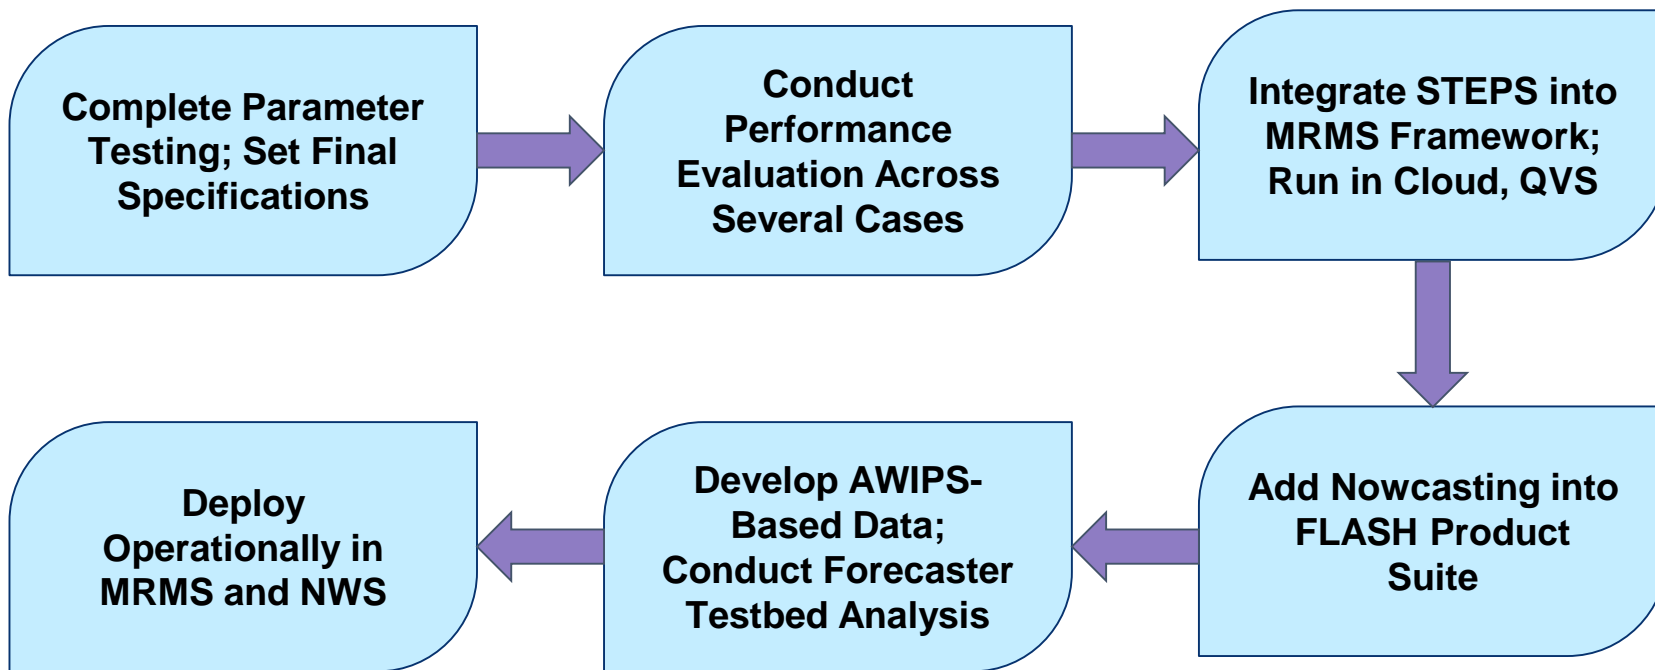 Complete Parameter
Testing; Set Final
Specifications
Conduct
Performance
Evaluation Across
Several Cases
Integrate STEPS into
MRMS Framework;
Run in Cloud, QVS
Add Nowcasting into
FLASH Product
Suite
Develop AWIPS-
Based Data;
Conduct Forecaster
Testbed Analysis
Deploy
Operationally in
MRMS and NWS